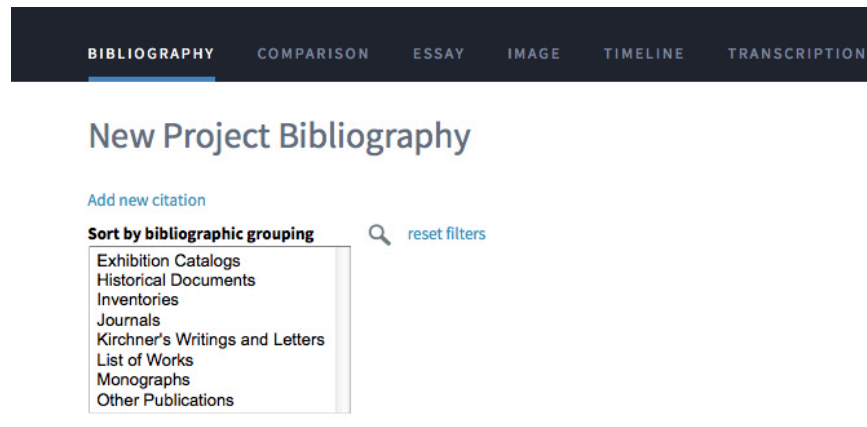 BIBLIOGRAPHY COMPARISON ESSAY IMAGE TIMELINE TRANSCRIPTION
New Project Bibliography
Add new citation
Sort by bibliographic grouping reset filters
Exhibition Catalogs
Historical Documents
Inventories
Journals
Kirchner's Writings and Letters
List of Works
Monographs
Other Publications